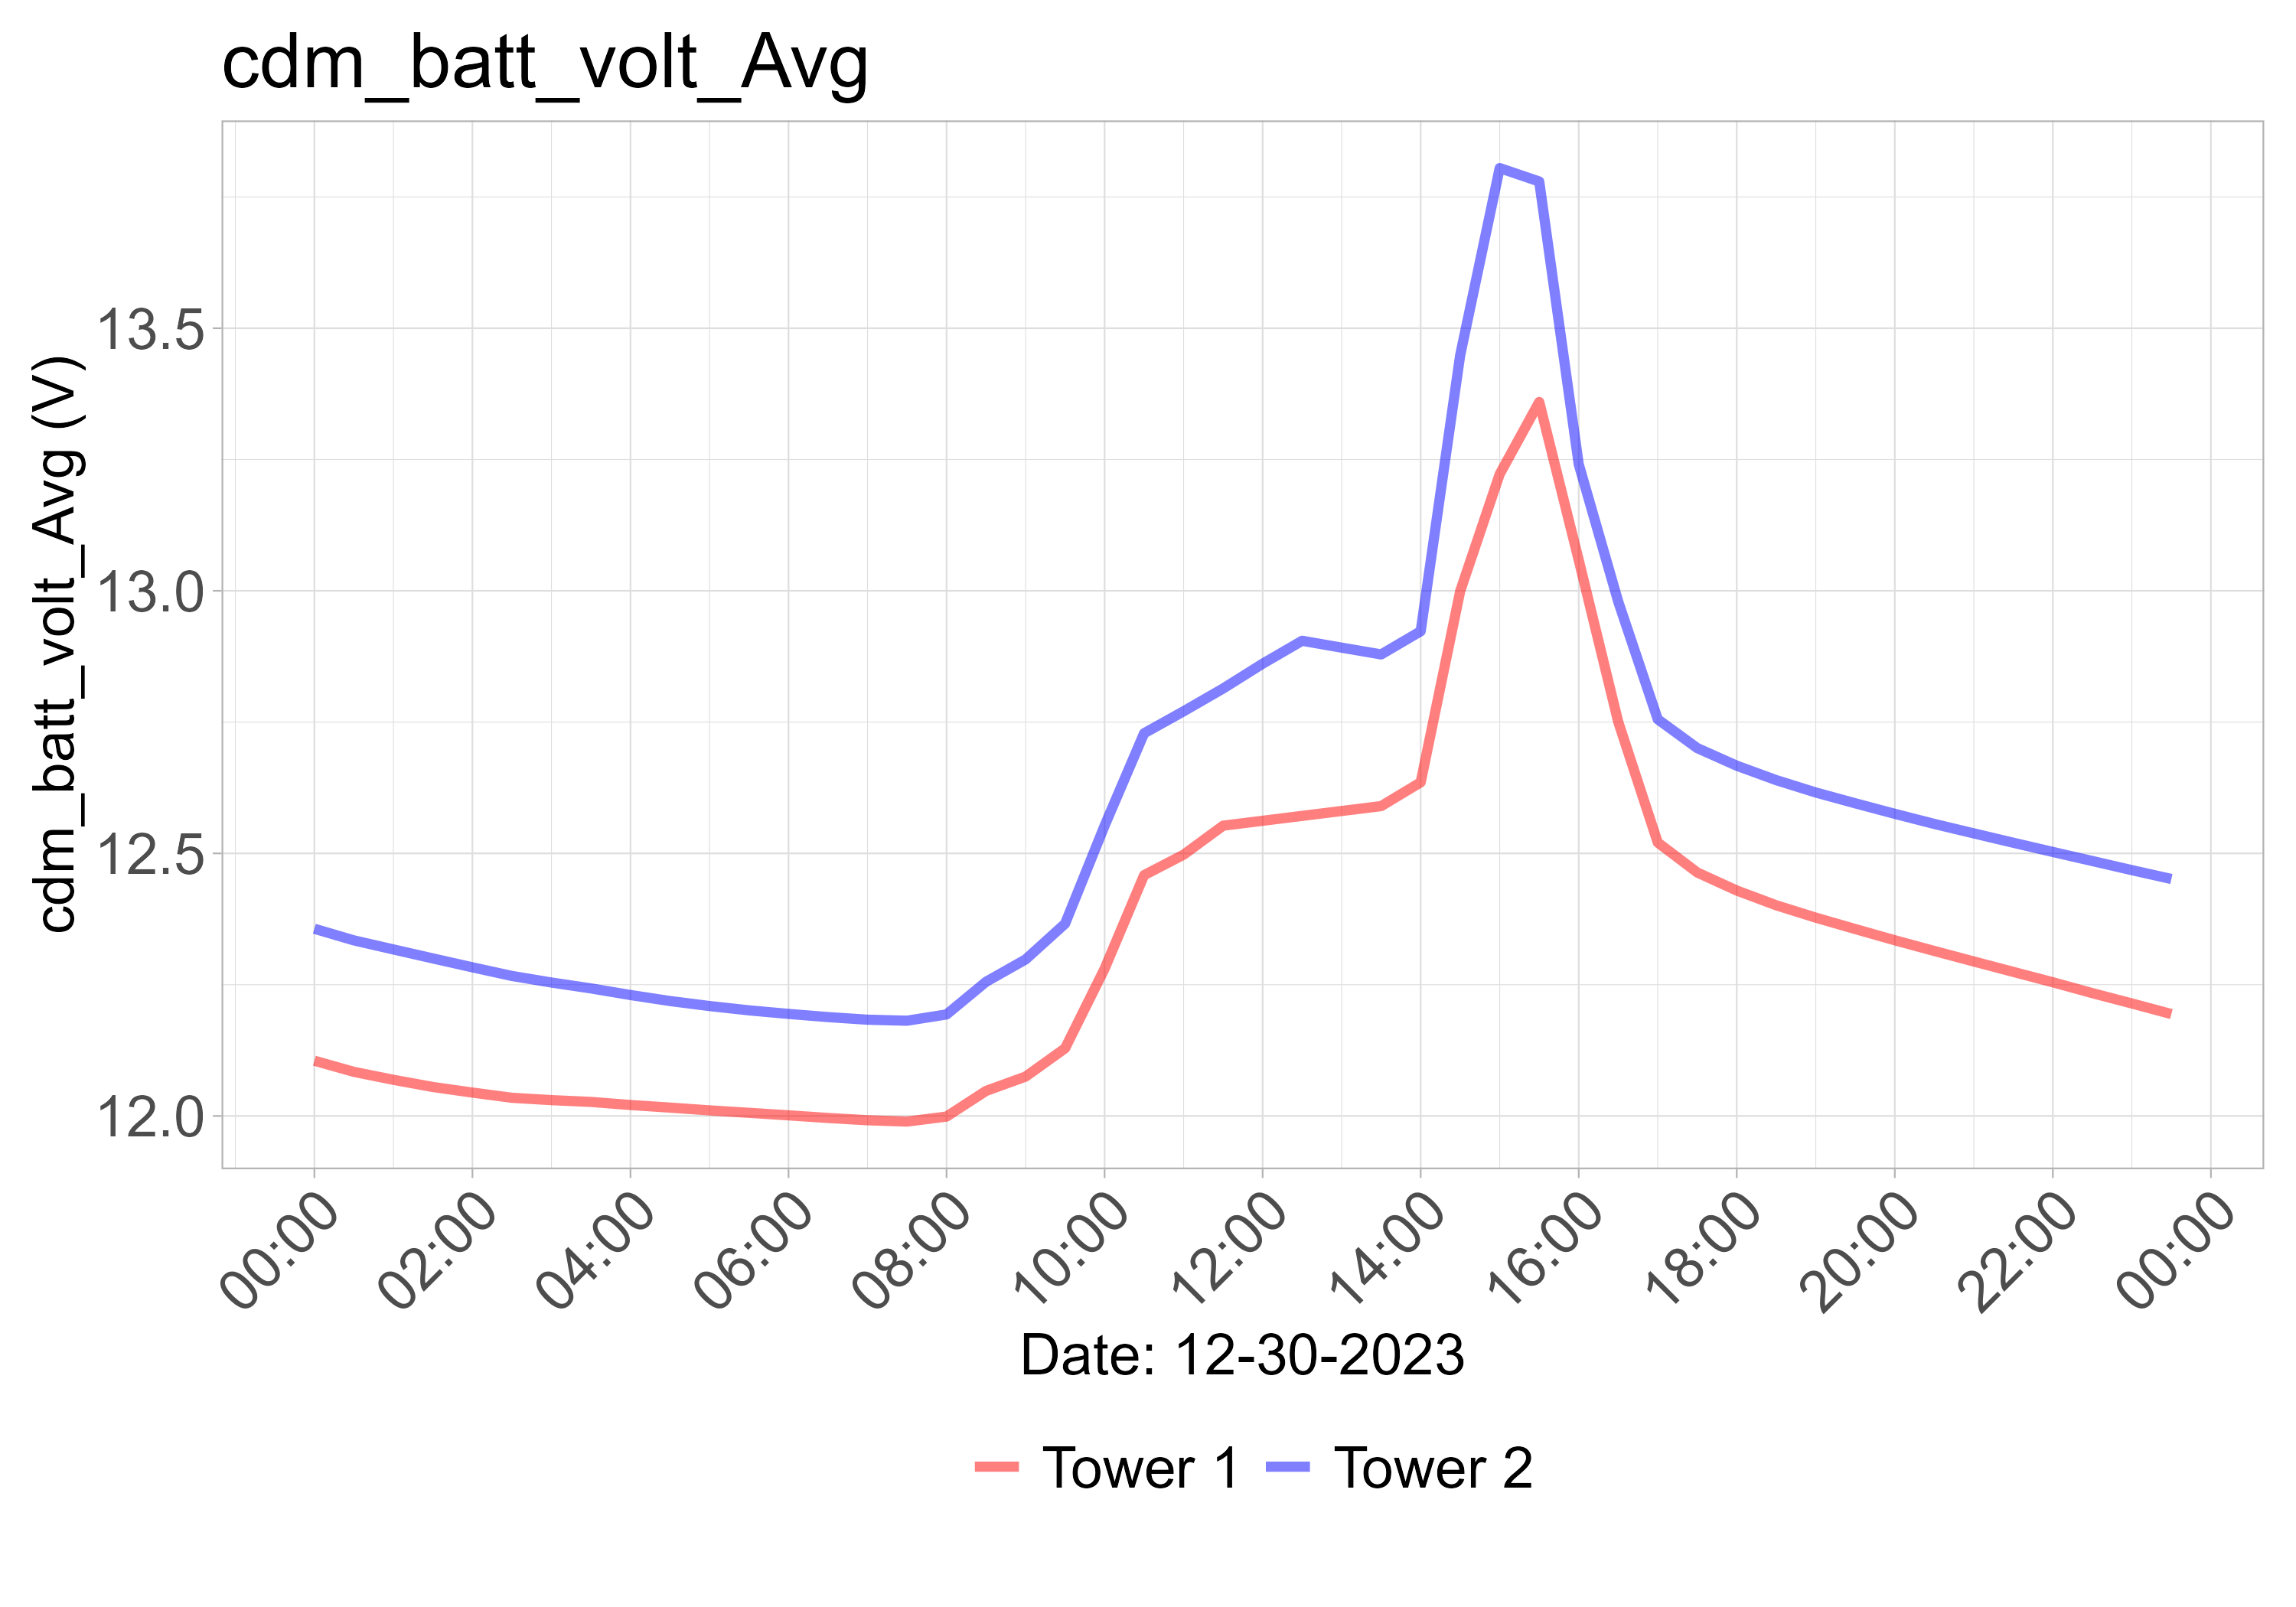 cdm_batt_volt_Avg
cdm_batt_volt_Avg (V)
13.5
13.0
12.5
12.0
00:00 02:00 04:00 06:00 08:00 10:00 12:00 14:00 16:00 18:00 20:00 22:00 00:00
Date: 12-30-2023
Tower 1 Tower 2